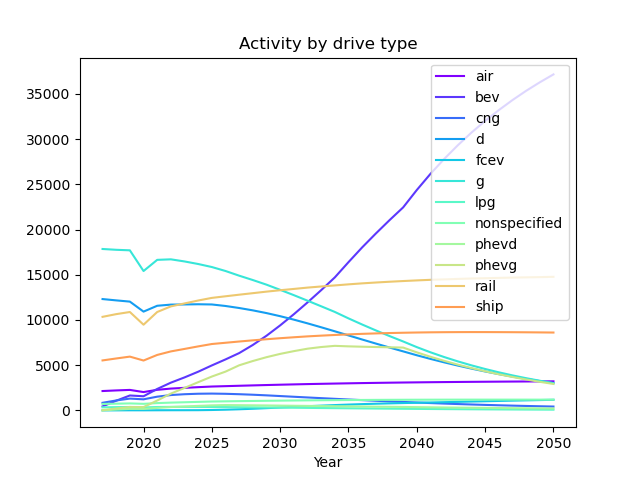 Activity by drive type
35000
30000
25000
20000
15000
10000
5000
0
air
bev
cng
d
fcev
g
lpg
nonspecified
phevd
phevg
rail
ship
2020 2025 2030 2035 2040 2045 2050
Year